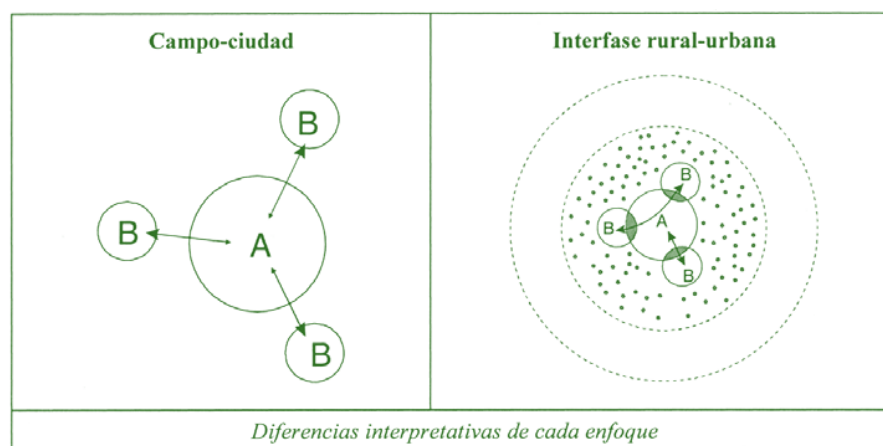 Campo-ciudad
Interfase rural-urbana
B
B
A
B
B
B
A
B
Diferencias interpretativas de cada enfoque